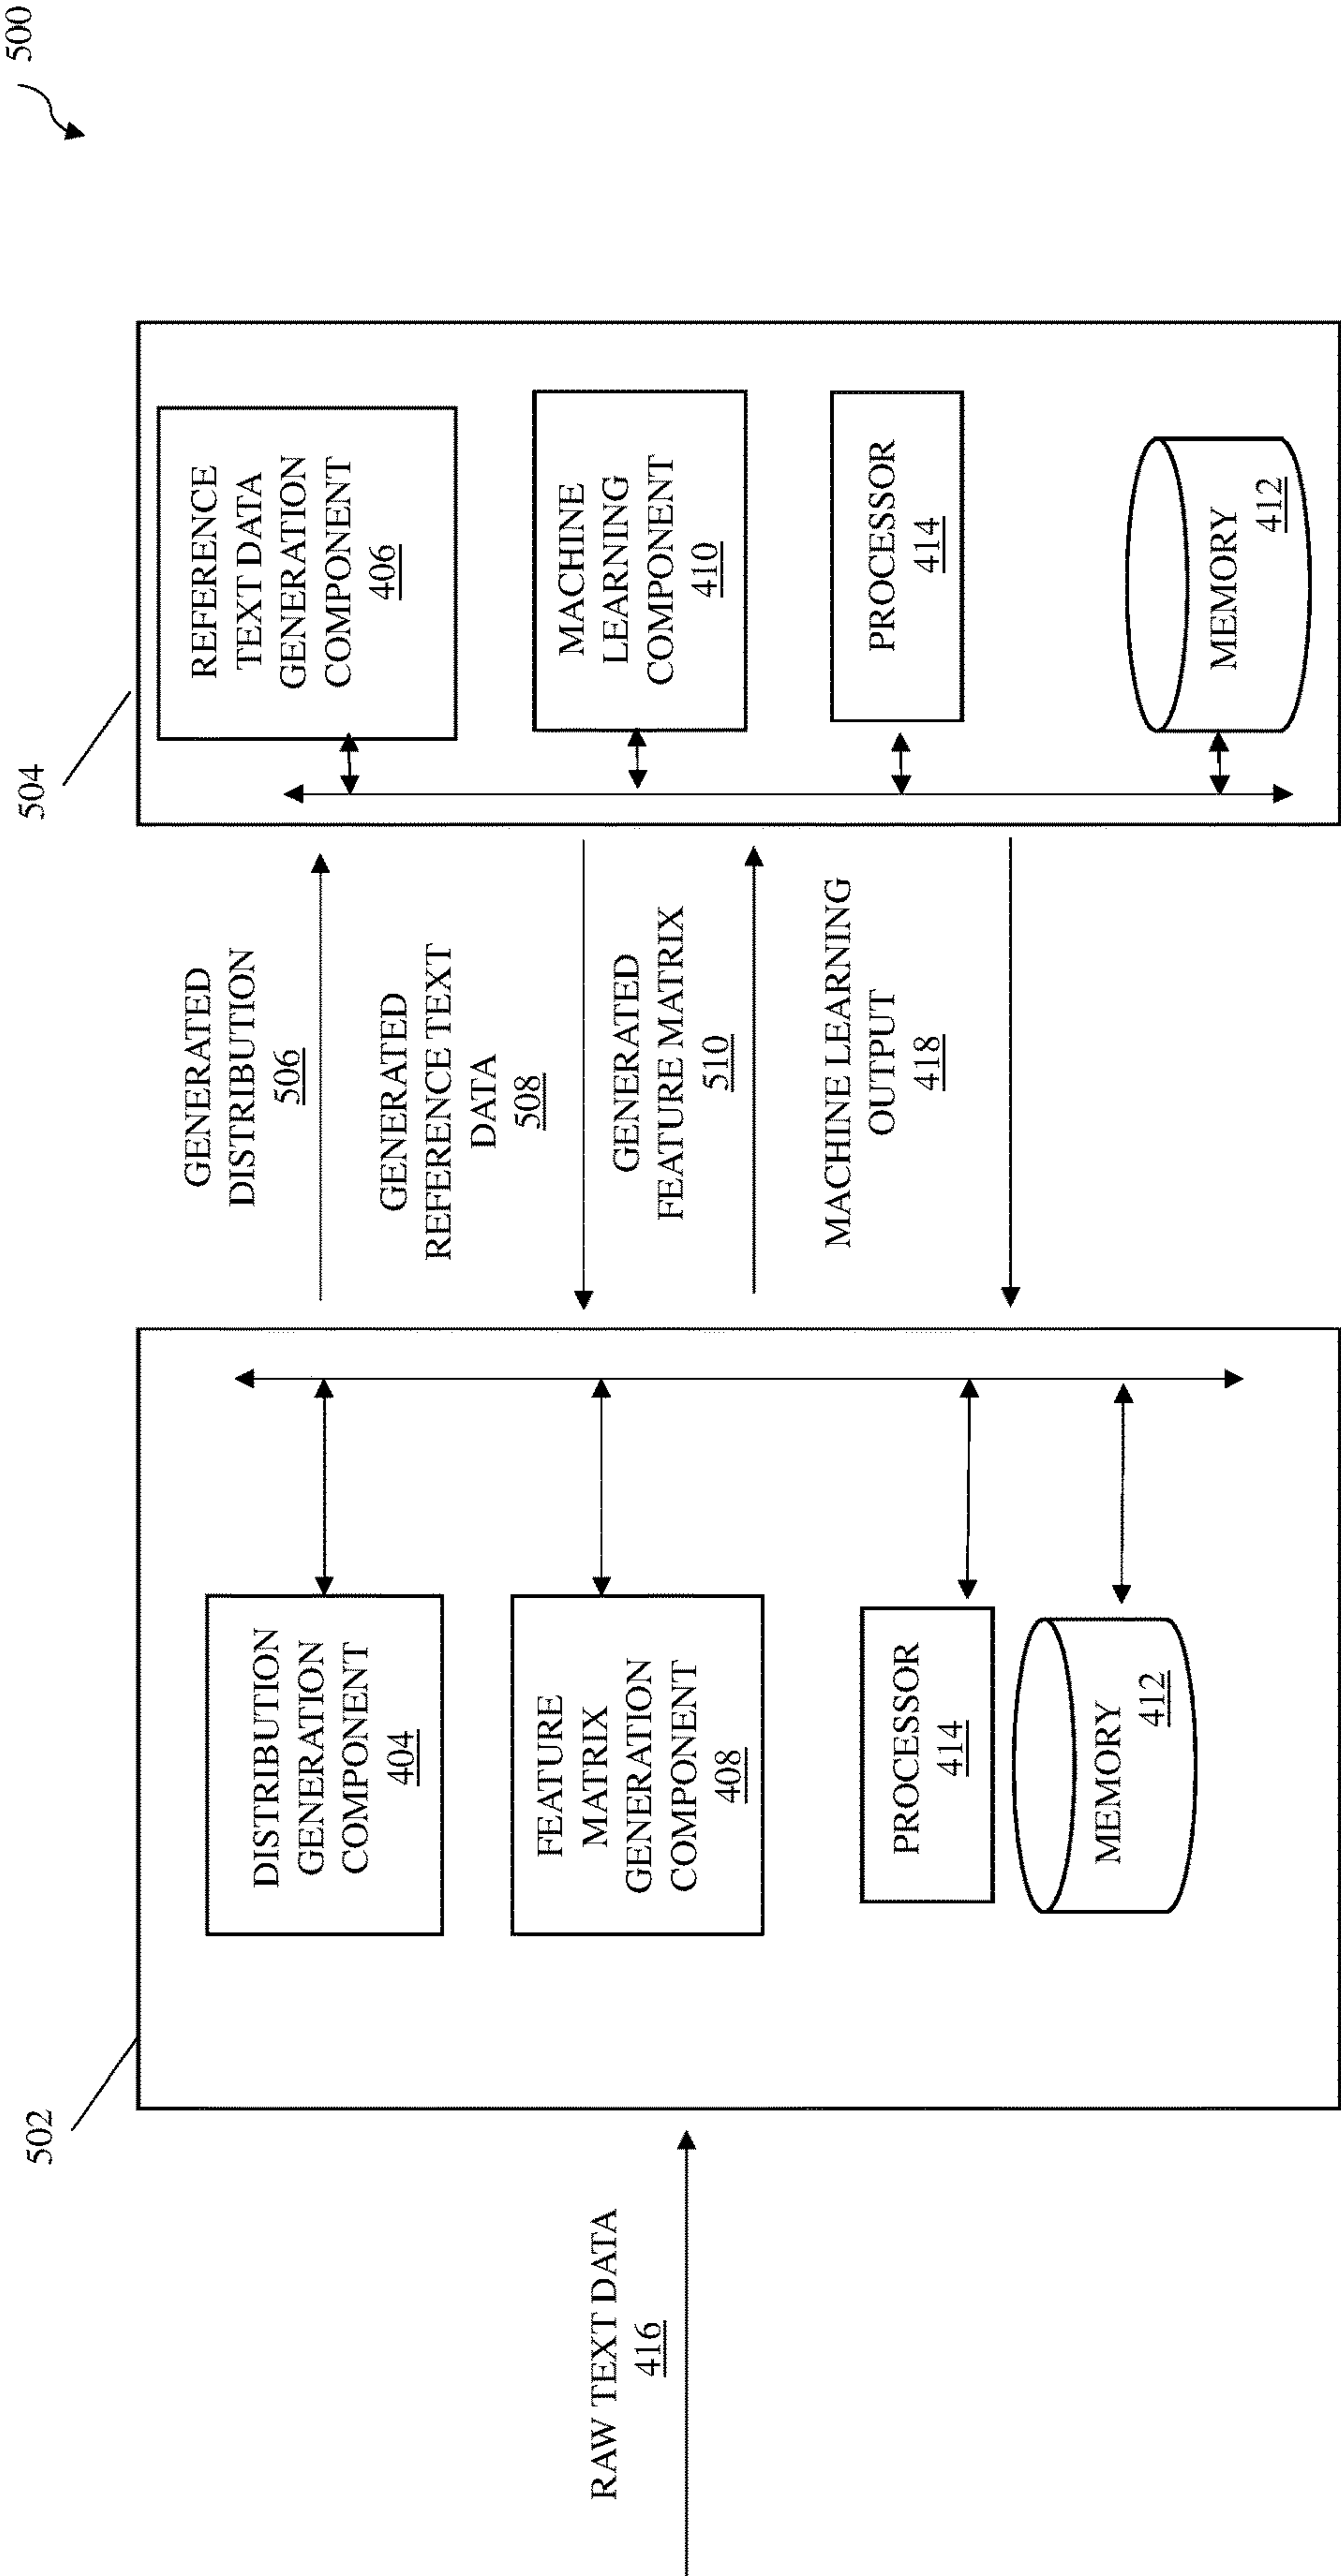 500
502
504
RAW TEXT DATA
416
DISTRIBUTION
GENERATION
COMPONENT
404
FEATURE
MATRIX
GENERATION
COMPONENT
408
PROCESSOR
414
MEMORY
412
GENERATED
DISTRIBUTION
506
GENERATED
REFERENCE TEXT
DATA
508
GENERATED
FEATURE MATRIX
510
MACHINE LEARNING
OUTPUT
418
REFERENCE
TEXT DATA
GENERATION
COMPONENT
406
MACHINE
LEARNING
COMPONENT
410
PROCESSOR
414
MEMORY
412